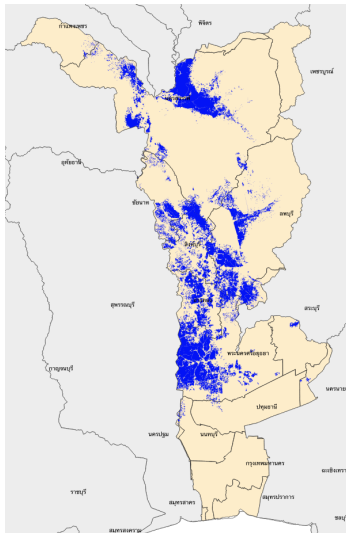 พิจิตร
กำแพงเพชร
เพชรบูรณ์
อุทัยธานี
ชัยนาท
ลพบุรี
สิงห์บุรี
สุพรรณบุรี
สระบุรี
พระนครศรีอยุธยา
กาญจนบุรี
นครนาย
ปทุมธานี
นครปฐม
นนทบุรี
กรุงเทพมหานคร
ฉะเชิงเทรา
ราชบุรี
สมุทรสาคร
สมุทรปราการ
ชลบุ
สมุทรสงคราม